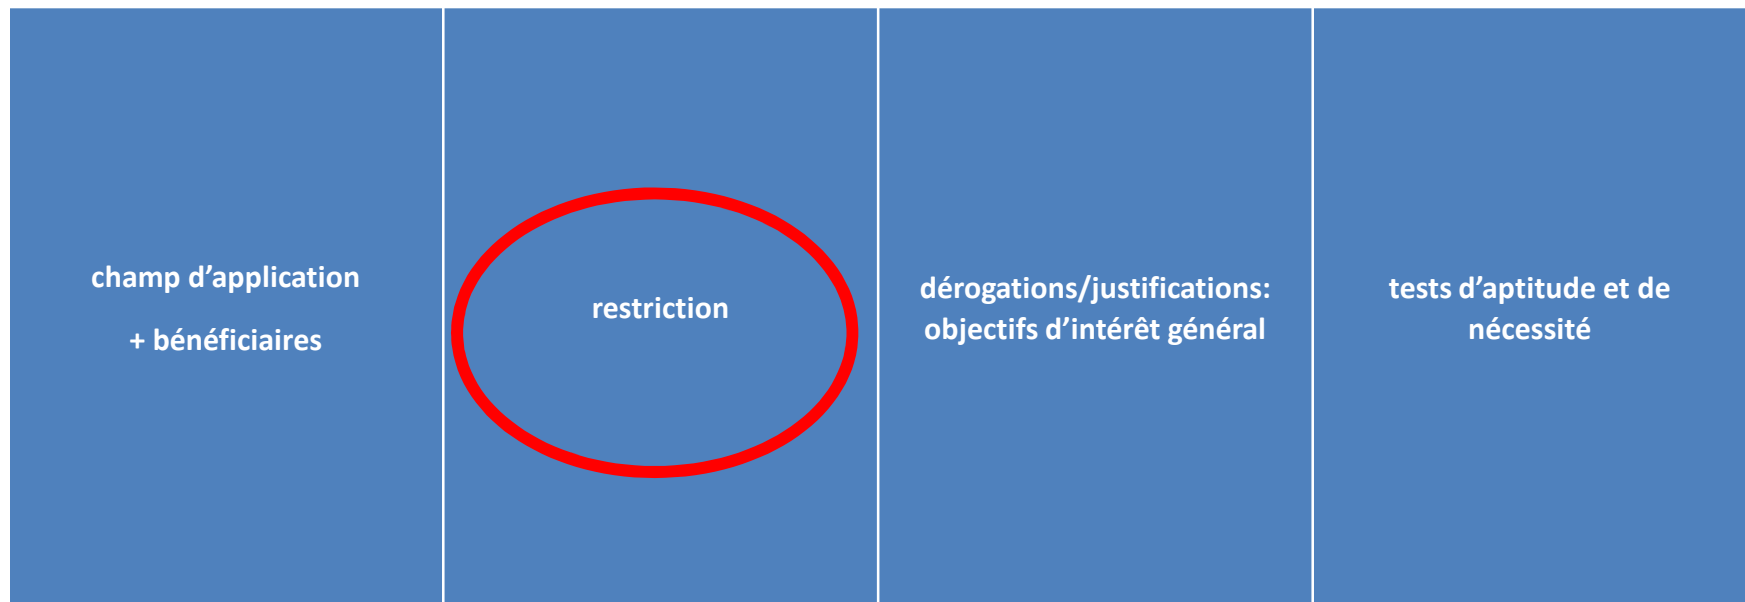 champ d’application
+ bénéficiaires
restriction
dérogations/justifications:
objectifs d’intérêt général
tests d’aptitude et de
nécessité